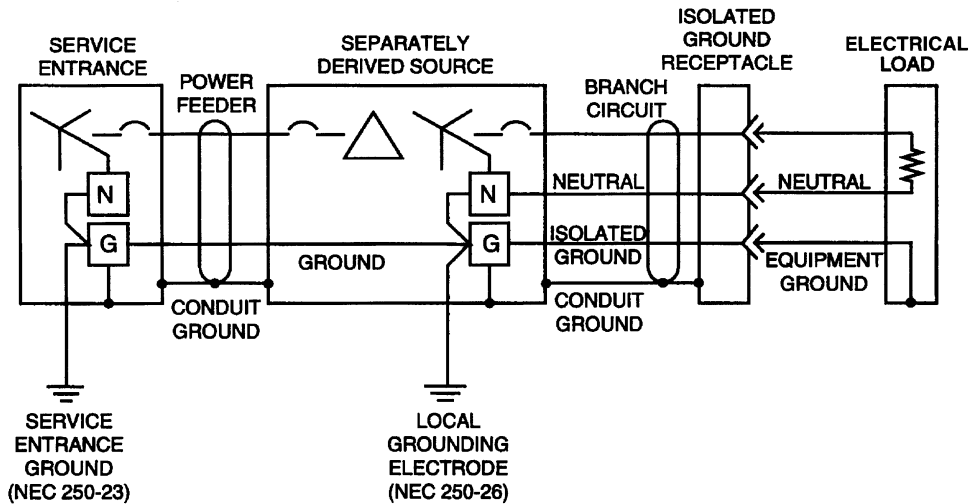 SERVICE
ENTRANCE
POWER
FEEDER
SEPARATELY
DERIVED SOURCE
BRANCH
CIRCUIT
ISOLATED
GROUND
RECEPTACLE
ELECTRICAL
LOAD
N
G
N
G
NEUTRAL
NEUTRAL
GROUND
ISOLATED
GROUND
EQUIPMENT
GROUND
CONDUIT
GROUND
CONDUIT
GROUND
SERVICE
ENTRANCE
GROUND
(NEC 250-23)
LOCAL
GROUNDING
ELECTRODE
(NEC 250-26)